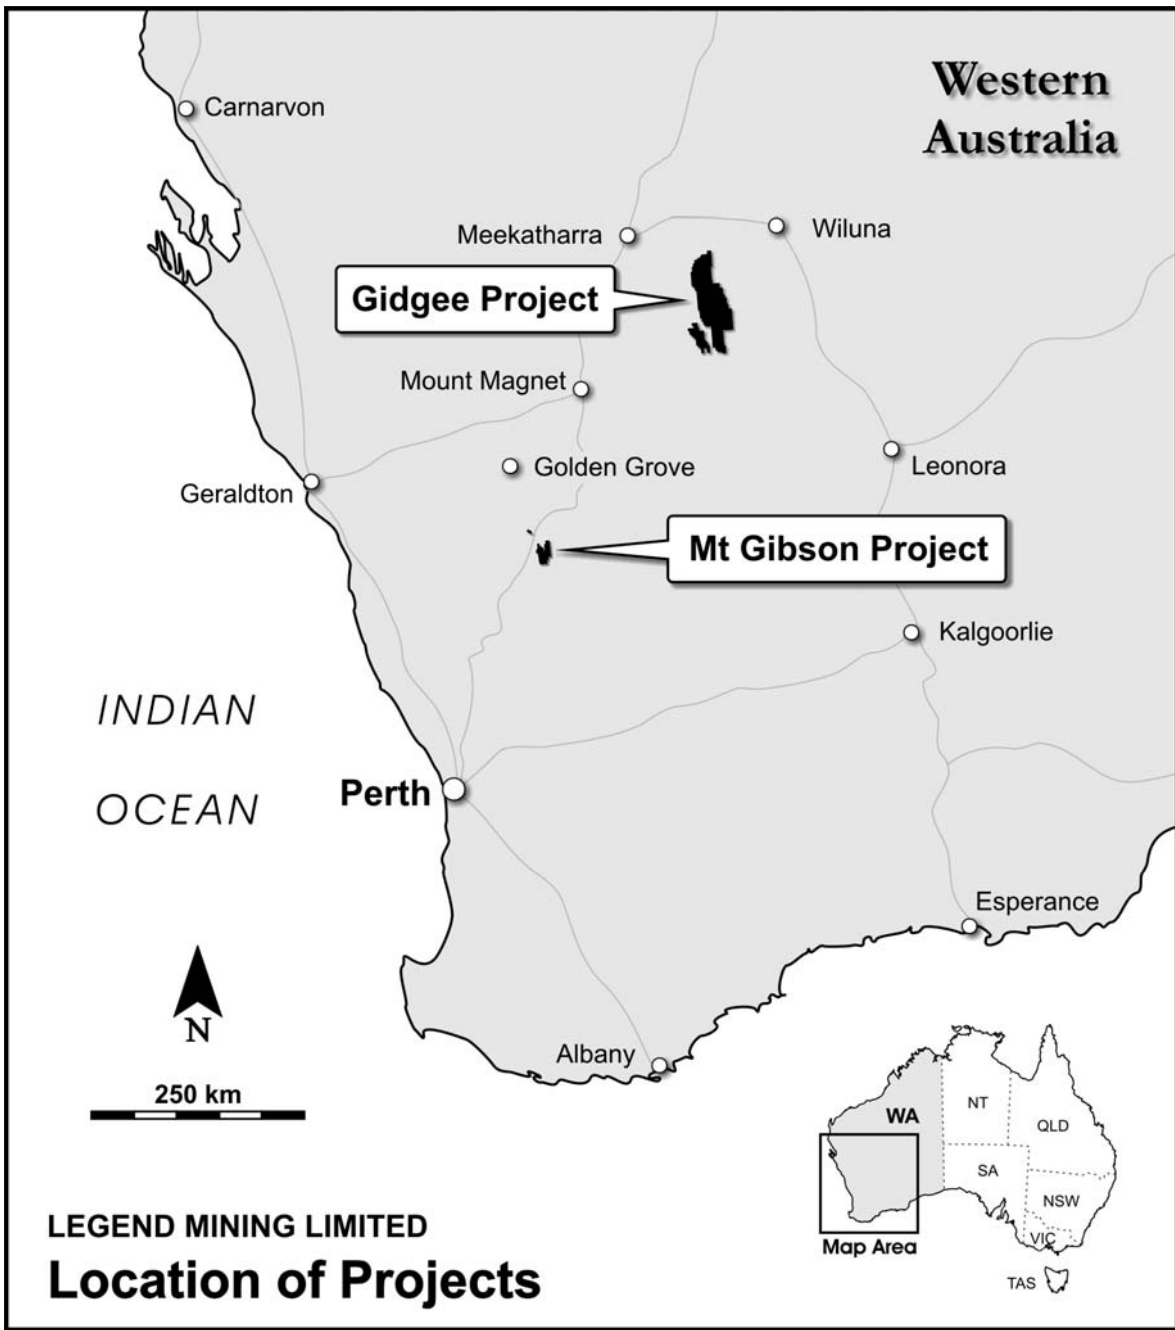 Western
Australia
Carnarvon
Meekatharra
Wiluna
Gidgee Project
Mount Magnet
Golden Grove
Leonora
Geraldton
Mt Gibson Project
Kalgoorlie
INDIAN
OCEAN
Perth
Esperance
N
Albany
250 km
WA
NT
QLD
SA
NSW
VIC
Map Area
TAS
LEGEND MINING LIMITED
Location of Projects